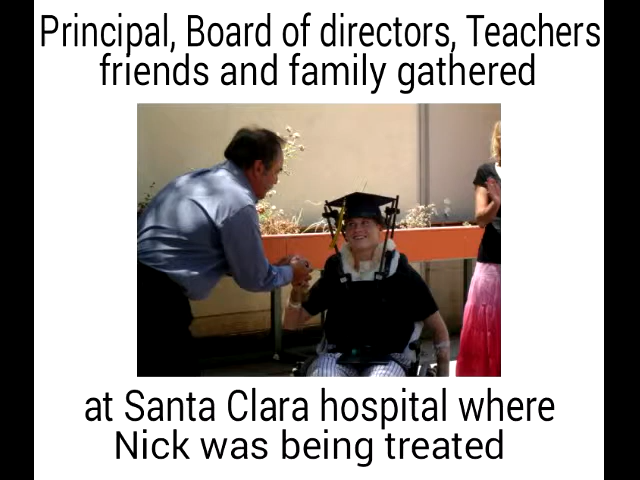 Principal, Board of directors, Teachers
friends and family gathered
at Santa Clara hospital where
Nick was being treated